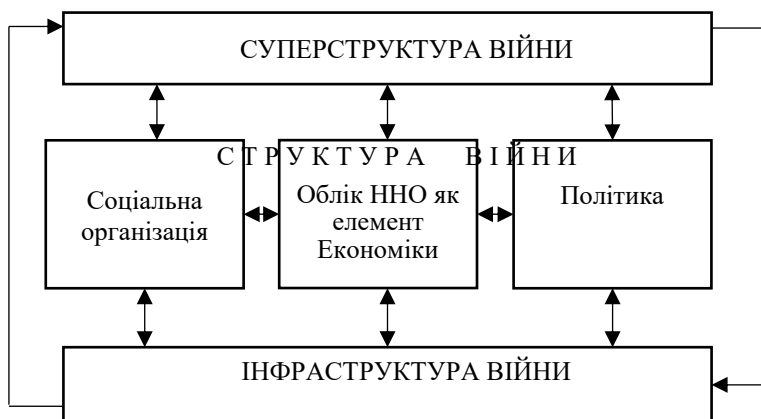 СУПЕРСТРУКТУРА ВІЙНИ
С Т Р У К Т У Р А В І Й Н И
Соціальна
організація
Облік ННО як
елемент
Економіки
Політика
ІНФРАСТРУКТУРА ВІЙНИ